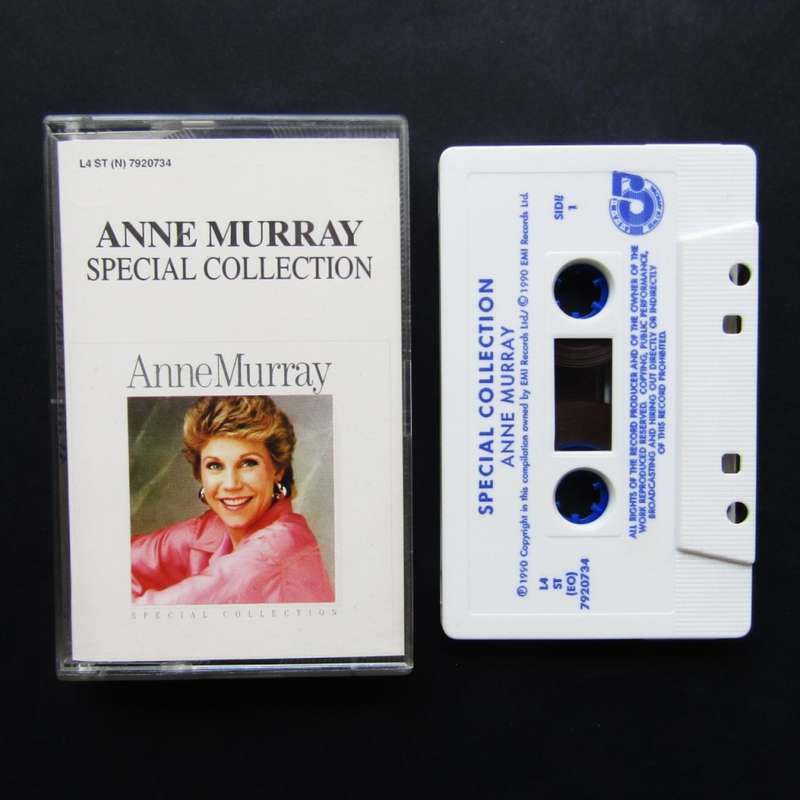 L4 ST (N) 7920734
ANNE MURRAY
SPECIAL COLLECTION
Anne Murray
SPECIAL COLLECTION
SIDE
1
SPECIAL COLLECTION
ANNE MURRAY
℗ 1990 Copyright in this compilation owned by EMI Records Ltd/ © 1990 EMI Records Ltd.
L4
ST
(EO)
7920734
ALL RIGHTS OF THE RECORD PRODUCER AND OF THE OWNER OF THE
WORK REPRODUCED RESERVED. COPYING, PUBLIC PERFORMANCE,
BROADCASTING AND HIRING OUT DIRECTLY OR INDIRECTLY
OF THIS RECORD PROHIBITED.